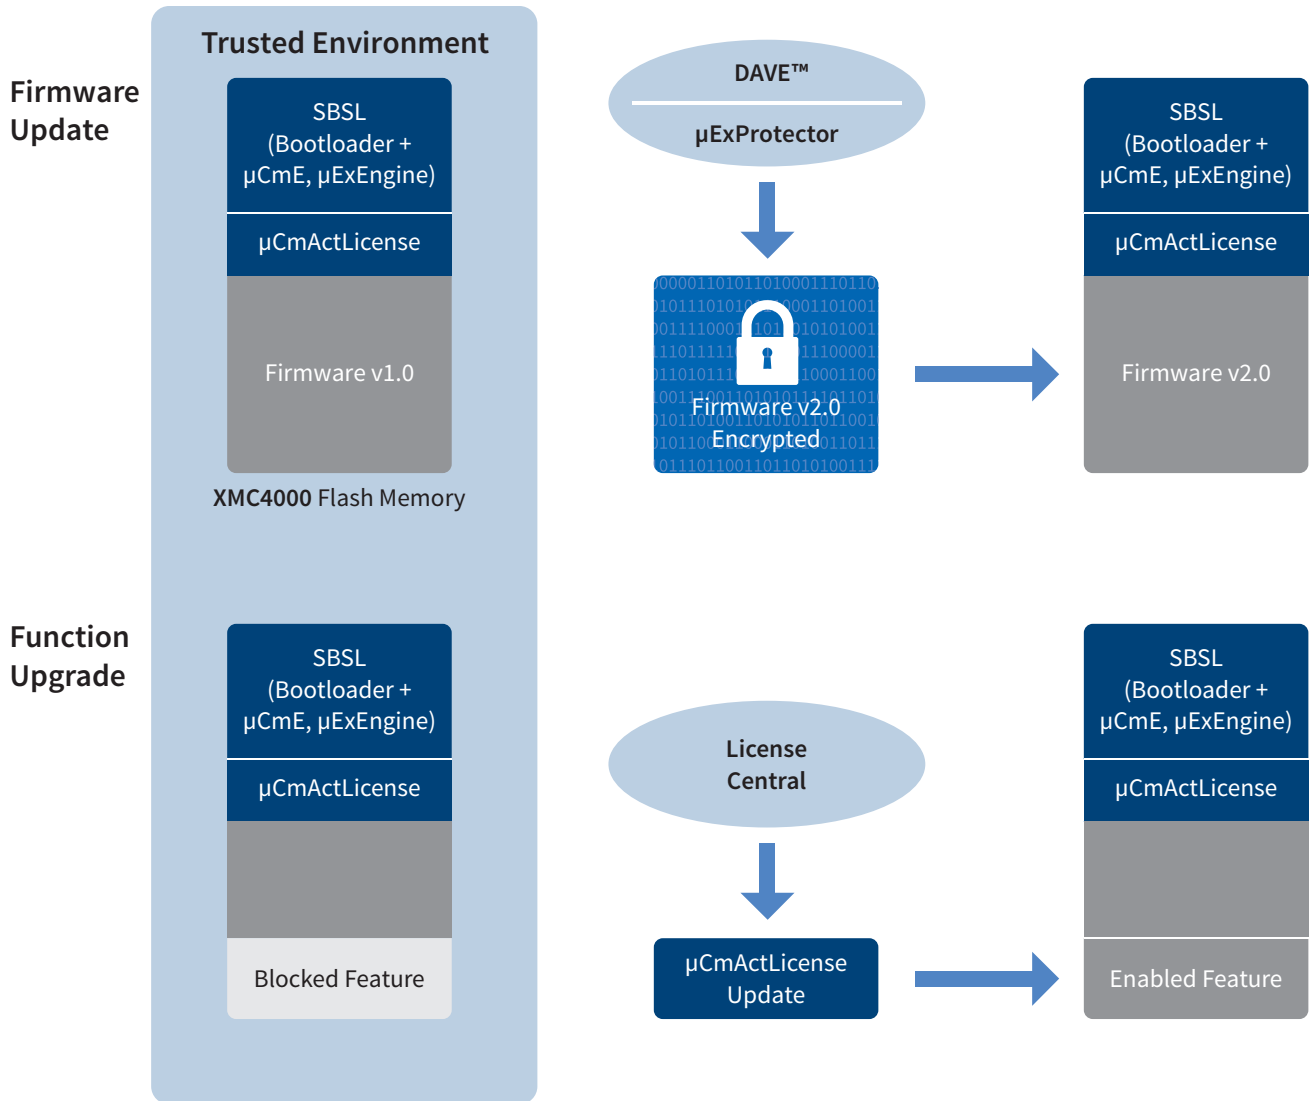 Trusted Environment
Firmware
Update
SBSL
(Bootloader +
µCmE, µExEngine)
µCmActLicense
Firmware v1.0
XMC4000 Flash Memory
DAVE™
µExProtector
Firmware v2.0
Encrypted
SBSL
(Bootloader +
µCmE, µExEngine)
µCmActLicense
Firmware v2.0
Function
Upgrade
SBSL
(Bootloader +
µCmE, µExEngine)
µCmActLicense
Blocked Feature
License
Central
µCmActLicense
Update
SBSL
(Bootloader +
µCmE, µExEngine)
µCmActLicense
Enabled Feature